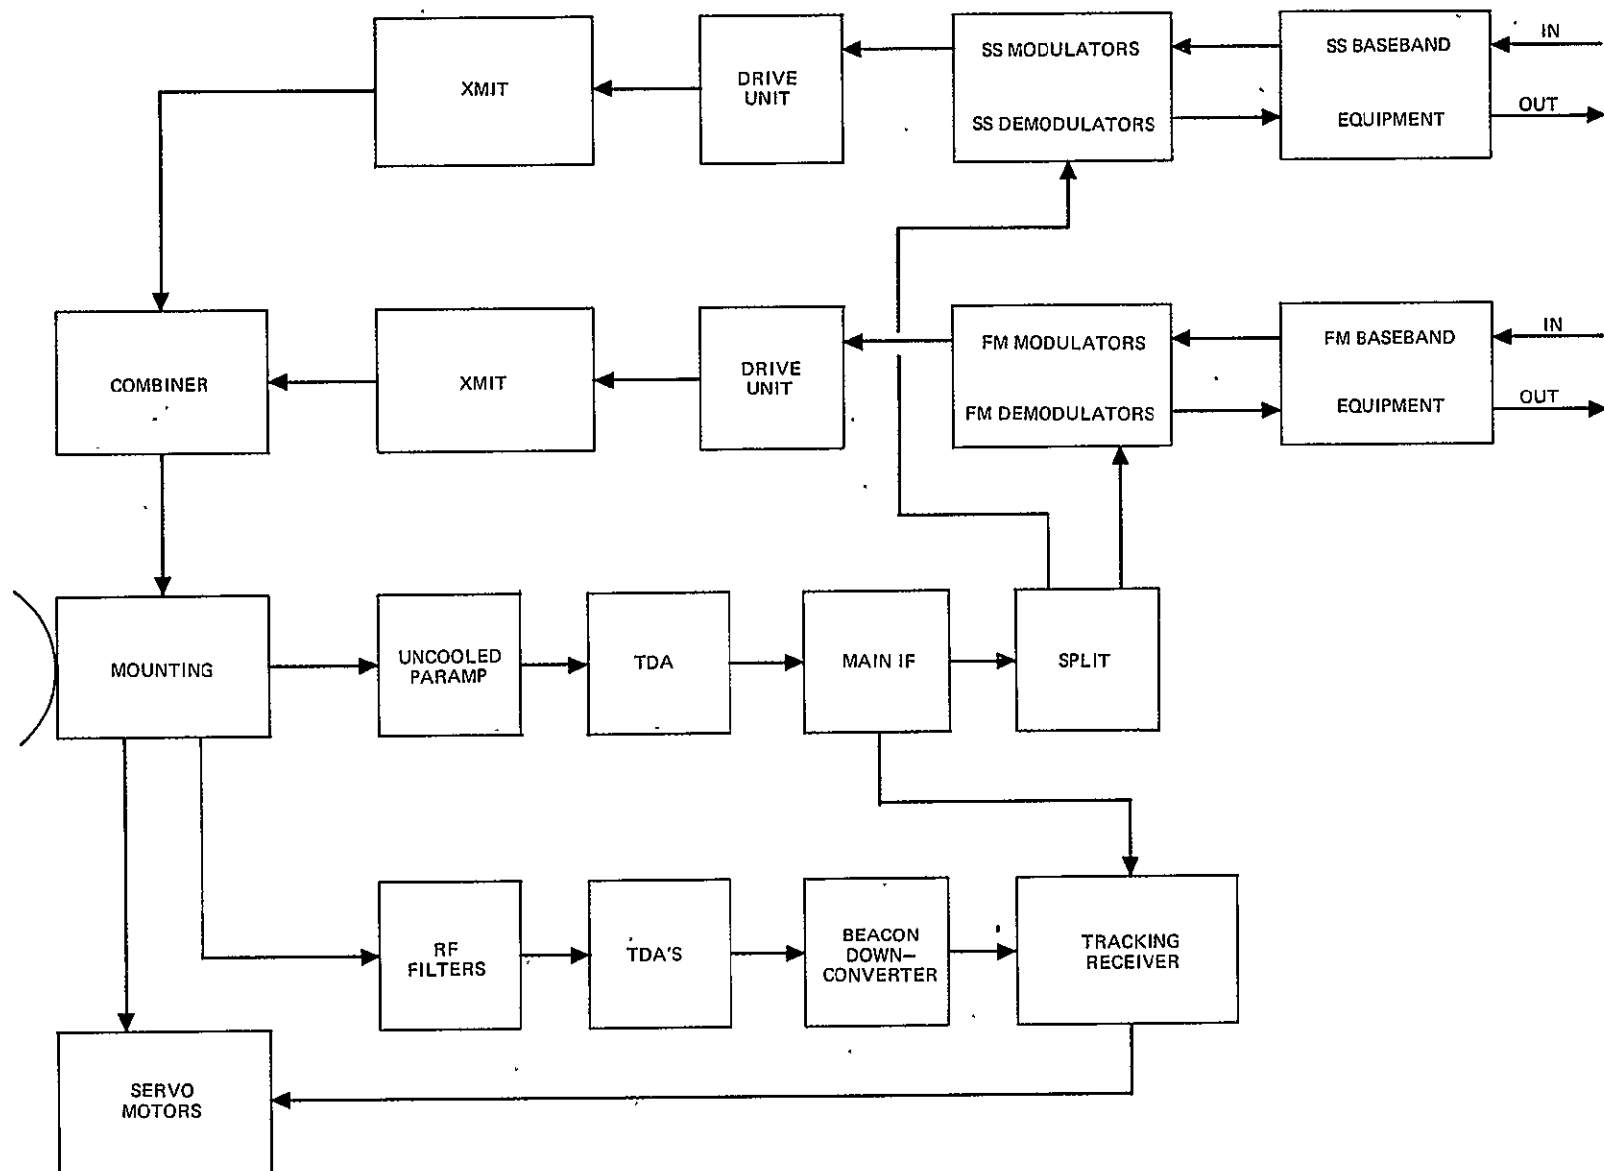 XMIT
DRIVE
UNIT
SS MODULATORS
SS DEMODULATORS
SS BASEBAND
EQUIPMENT
IN
OUT
COMBINER
XMIT
DRIVE
UNIT
FM MODULATORS
FM DEMODULATORS
FM BASEBAND
EQUIPMENT
IN
OUT
MOUNTING
UNCOOLED
PARAMP
TDA
MAIN IF
SPLIT
RF
FILTERS
TDA'S
BEACON
DOWN–
CONVERTER
TRACKING
RECEIVER
SERVO
MOTORS